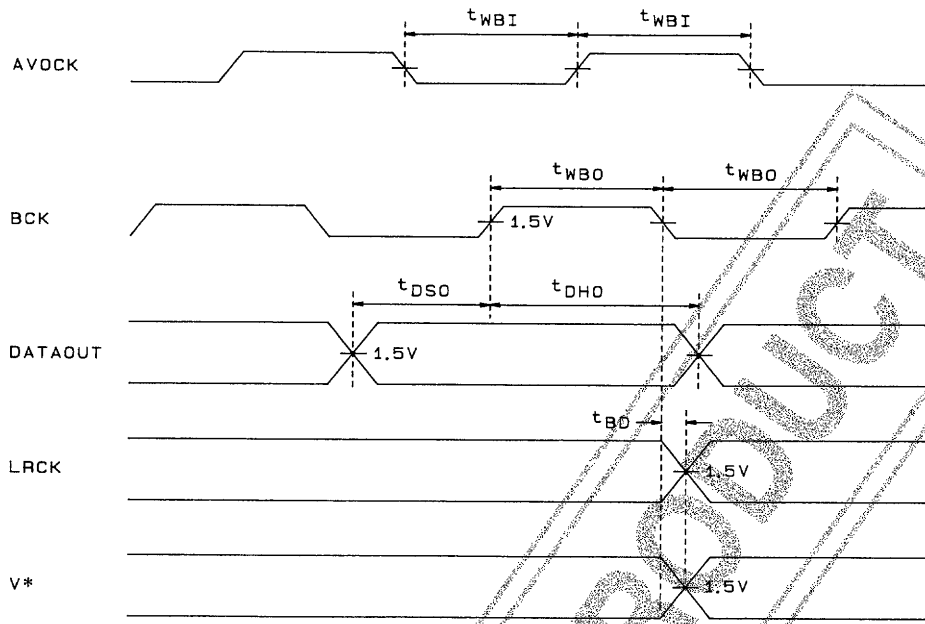 tWBI tWBI
AVOCK
tWBO tWBO
BCK
1.5V
tDSO tDHO
DATAOUT
1.5V
tBD
LRCK
1.5V
V*
1.5V
PRODUCT